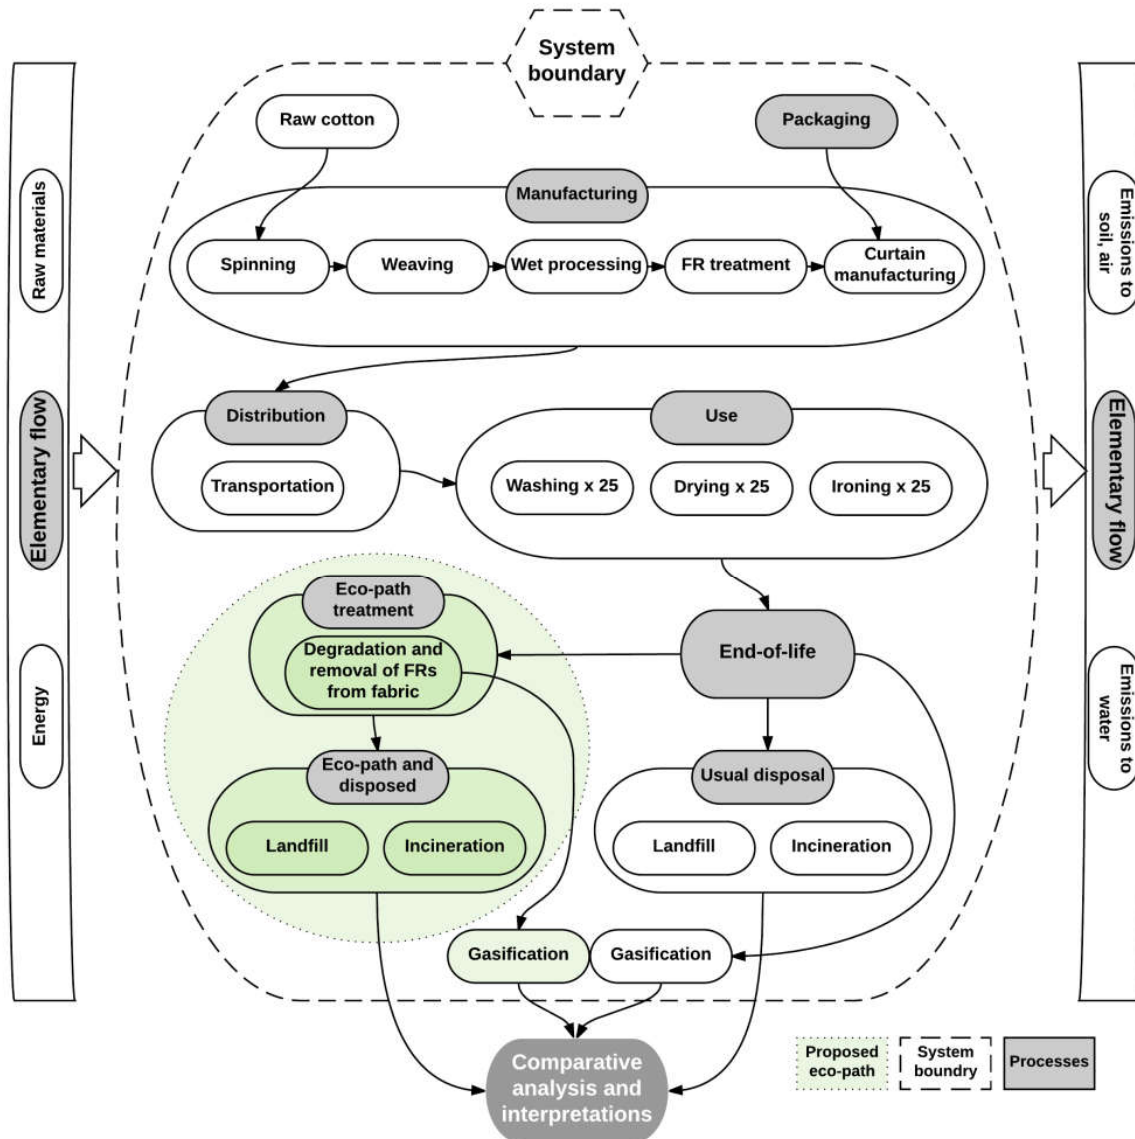 System
boundary
Raw cotton
Packaging
Manufacturing
Spinning
Weaving
Wet processing
FR treatment
Curtain
manufacturing
Raw materials
Elementary flow
Energy
Emissions to
soil, air
Elementary flow
Emissions to
water
Distribution
Transportation
Use
Washing x 25
Drying x 25
Ironing x 25
Eco-path
treatment
Degradation and
removal of FRs
from fabric
End-of-life
Eco-path and
disposed
Landfill
Incineration
Usual disposal
Landfill
Incineration
Gasification
Gasification
Comparative
analysis and
interpretations
Proposed
eco-path
System
boundry
Processes